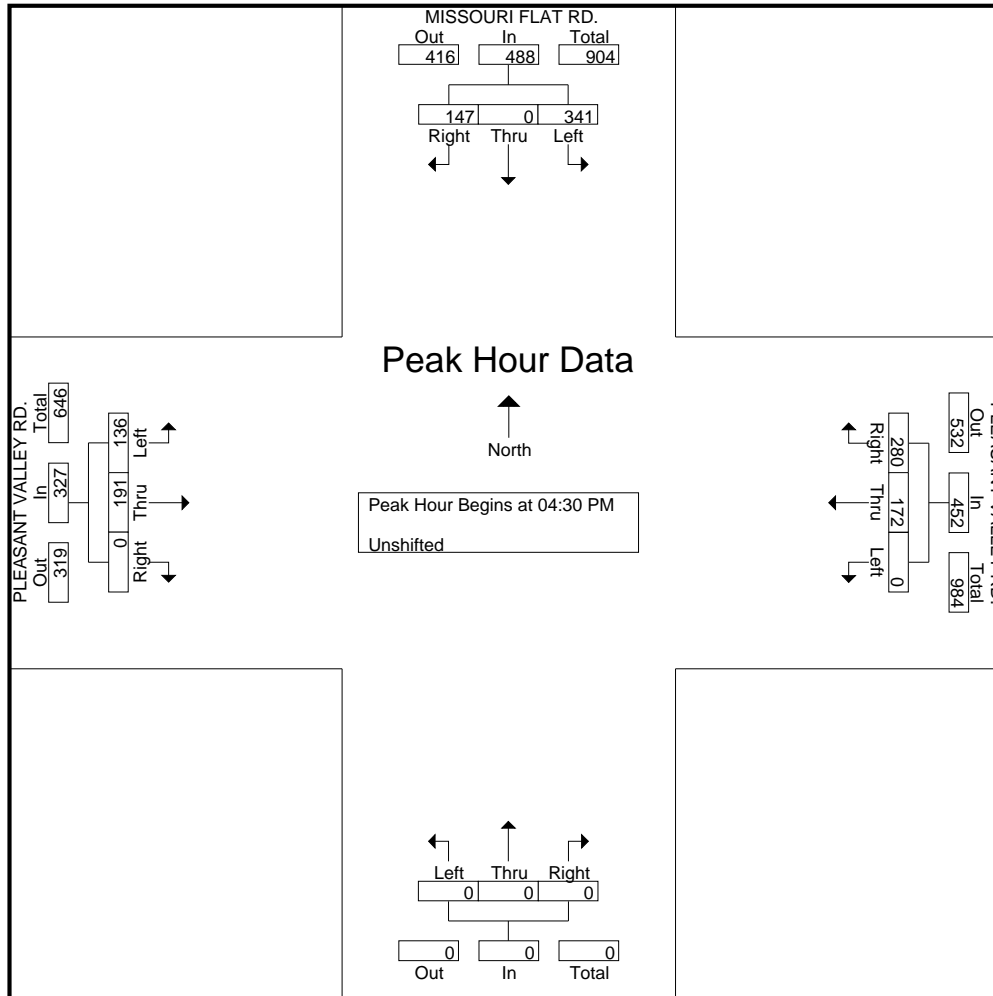 MISSOURI FLAT RD.
Out In Total
416 488 904
147 0 341
Right Thru Left
Peak Hour Data
North
Peak Hour Begins at 04:30 PM
Unshifted
PLEASANT VALLEY RD.
Total In Out
646 327 319
136 191 0
Left Thru Right
Out In Total
532 452 984
280 172 0
Right Thru Left
Left Thru Right
0 0 0
0 0 0
Out In Total